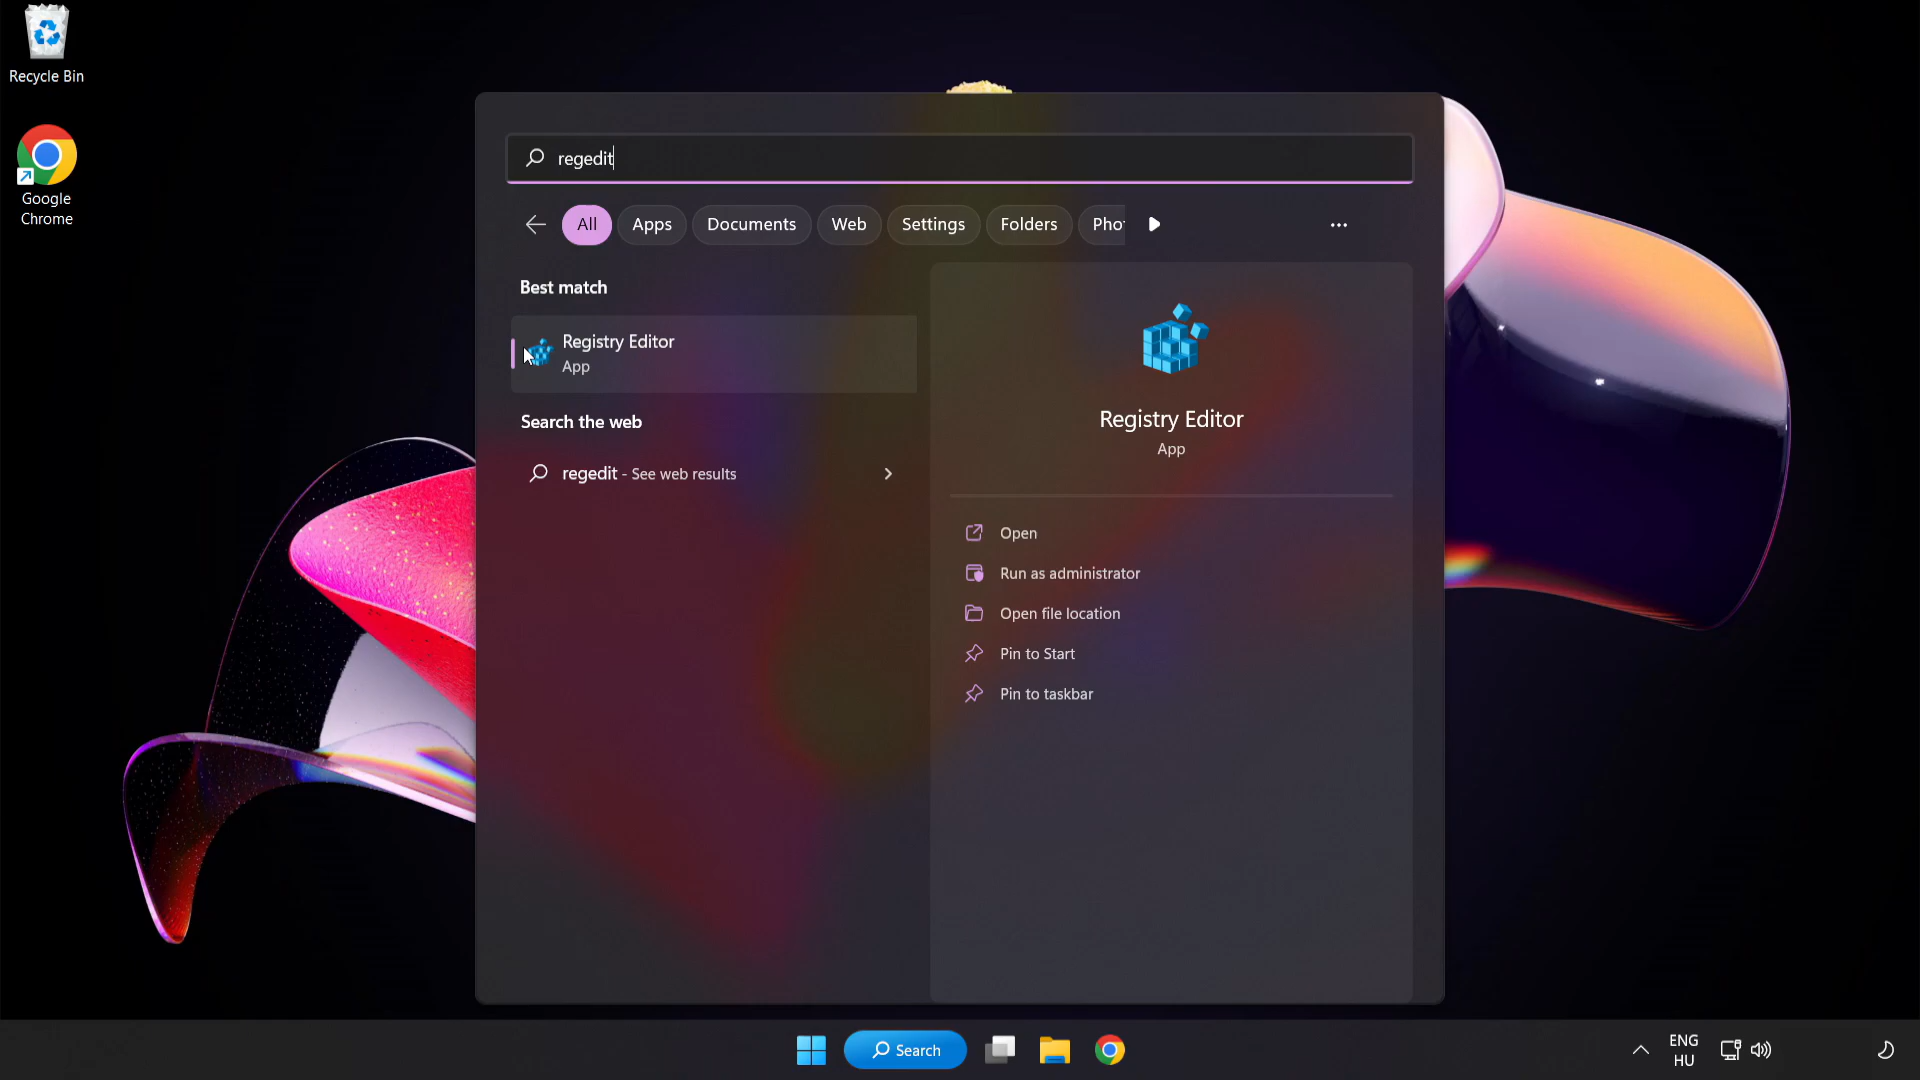 Recycle Bin
Google
Chrome
regedit
All
Apps
Documents
Web
Settings
Folders
Best match
Registry Editor
App
Search the web
regedit - See web results
Registry Editor
App
Open
Run as administrator
Open file location
Pin to Start
Pin to taskbar
Search
ENG
HU